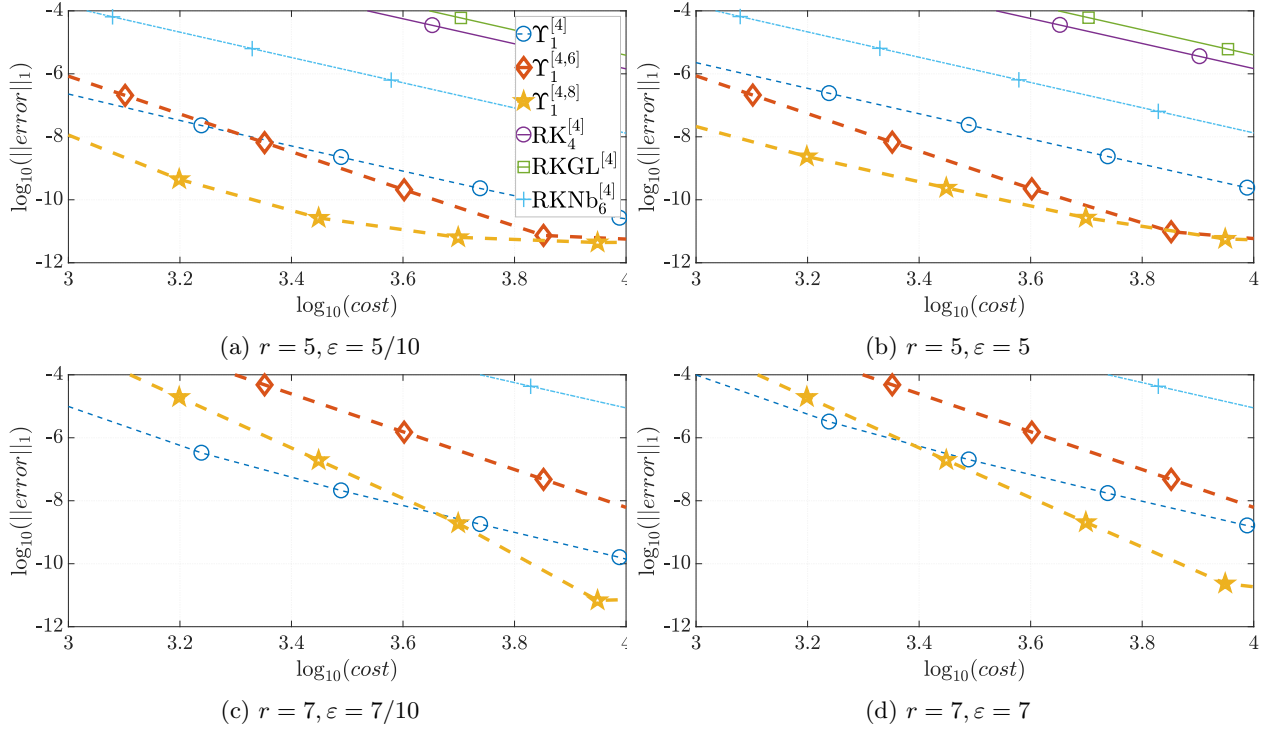 -4
-6
-8
-10
-12
log₁₀(||error||₁)
3
3.2
3.4
3.6
3.8
4
log₁₀(cost)
ϒ₁^[4]
ϒ₁^[4,6]
ϒ₁^[4,8]
RK₄^[4]
RKGL^[4]
RKNb₆^[4]
(a) r = 5, ε = 5/10
-4
-6
-8
-10
-12
log₁₀(||error||₁)
3
3.2
3.4
3.6
3.8
4
log₁₀(cost)
(b) r = 5, ε = 5
-4
-6
-8
-10
-12
log₁₀(||error||₁)
3
3.2
3.4
3.6
3.8
4
log₁₀(cost)
(c) r = 7, ε = 7/10
-4
-6
-8
-10
-12
log₁₀(||error||₁)
3
3.2
3.4
3.6
3.8
4
log₁₀(cost)
(d) r = 7, ε = 7